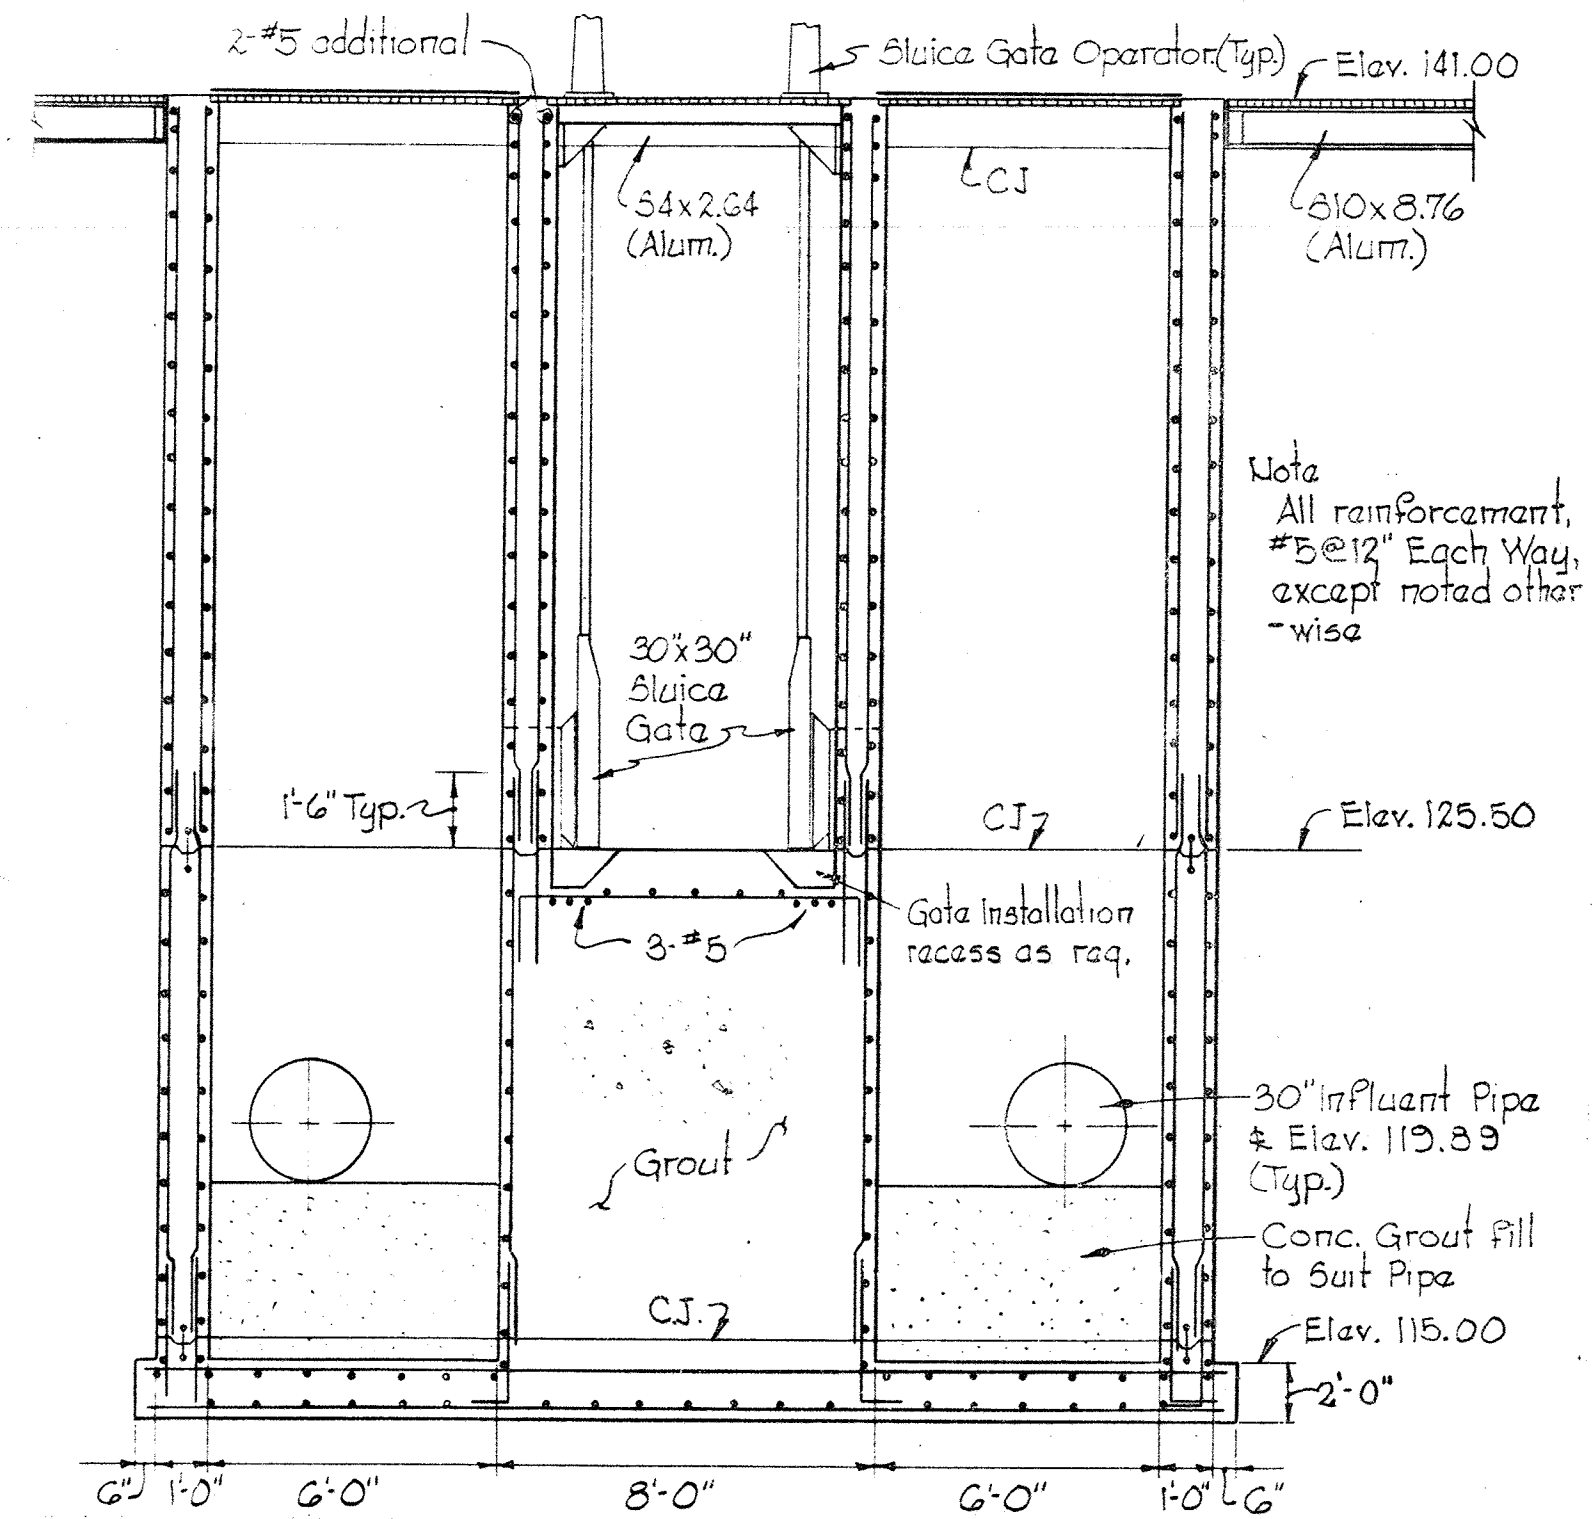 2-#5 additional
Sluice Gate Operator.(Typ.)
Elev. 141.00
CJ
S4x2.64
(Alum.)
S10x8.76
(Alum.)
Note
All reinforcement,
#5@12" Each Way,
except noted other
-wise
30"x30"
Sluice
Gate
1'-6" Typ.
CJ
Elev. 125.50
Gate Installation
recess as req.
3-#5
30" Influent Pipe
℄ Elev. 119.89
(Typ.)
Grout
Conc. Grout fill
to Suit Pipe
C.J.
Elev. 115.00
2'-0"
6" 1'-0" 6'-0" 8'-0" 6'-0" 1'-0" 6"